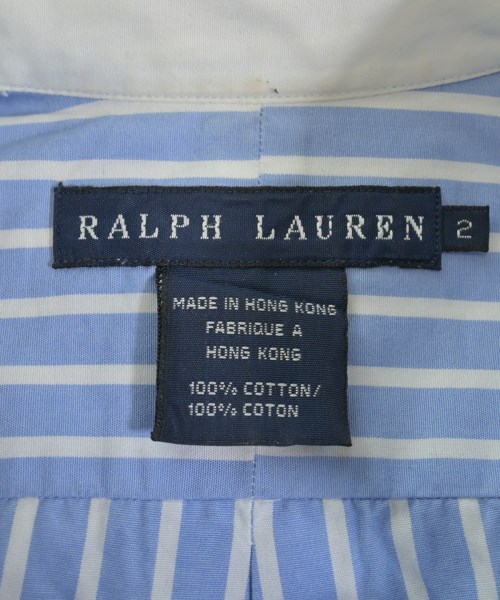 RALPH LAUREN 2
MADE IN HONG KONG
FABRIQUE A
HONG KONG
100% COTTON/
100% COTON